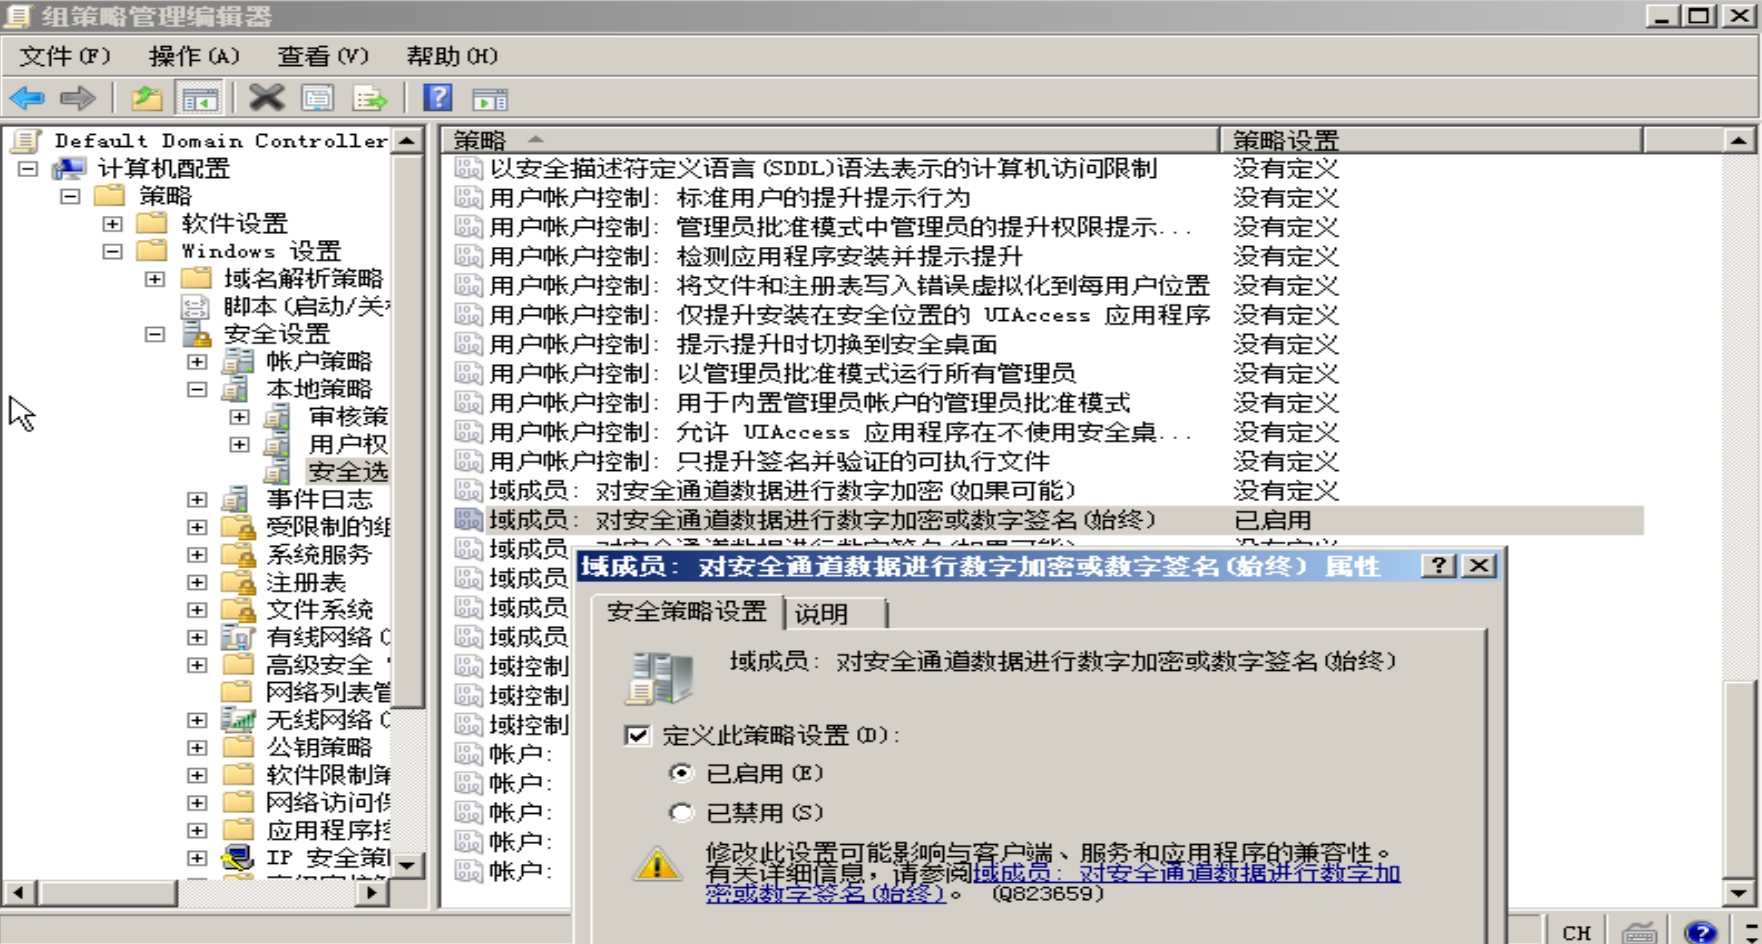 组策略管理编辑器
文件(F) 操作(A) 查看(V) 帮助(H)
Default Domain Controller
计算机配置
策略
软件设置
Windows 设置
域名解析策略
脚本(启动/关
安全设置
帐户策略
本地策略
审核策
用户权
安全选
事件日志
受限制的组
系统服务
注册表
文件系统
有线网络(
高级安全
网络列表管
无线网络(
公钥策略
软件限制策
网络访问保
应用程序控
IP 安全策
策略 策略设置
以安全描述符定义语言(SDDL)语法表示的计算机访问限制 没有定义
用户帐户控制: 标准用户的提升提示行为 没有定义
用户帐户控制: 管理员批准模式中管理员的提升权限提示... 没有定义
用户帐户控制: 检测应用程序安装并提示提升 没有定义
用户帐户控制: 将文件和注册表写入错误虚拟化到每用户位置 没有定义
用户帐户控制: 仅提升安装在安全位置的 UIAccess 应用程序 没有定义
用户帐户控制: 提示提升时切换到安全桌面 没有定义
用户帐户控制: 以管理员批准模式运行所有管理员 没有定义
用户帐户控制: 用于内置管理员帐户的管理员批准模式 没有定义
用户帐户控制: 允许 UIAccess 应用程序在不使用安全桌... 没有定义
用户帐户控制: 只提升签名并验证的可执行文件 没有定义
域成员: 对安全通道数据进行数字加密(如果可能) 没有定义
域成员: 对安全通道数据进行数字加密或数字签名(始终) 已启用
域成员
域成员
域成员
域成员
域控制
域控制
域控制
帐户:
帐户:
帐户:
帐户:
帐户:
域成员: 对安全通道数据进行数字加密或数字签名(始终) 属性
安全策略设置 说明
域成员: 对安全通道数据进行数字加密或数字签名(始终)
定义此策略设置(D):
已启用(E)
已禁用(S)
修改此设置可能影响与客户端、服务和应用程序的兼容性。
有关详细信息，请参阅域成员: 对安全通道数据进行数字加
密或数字签名(始终)。 (Q823659)
CH